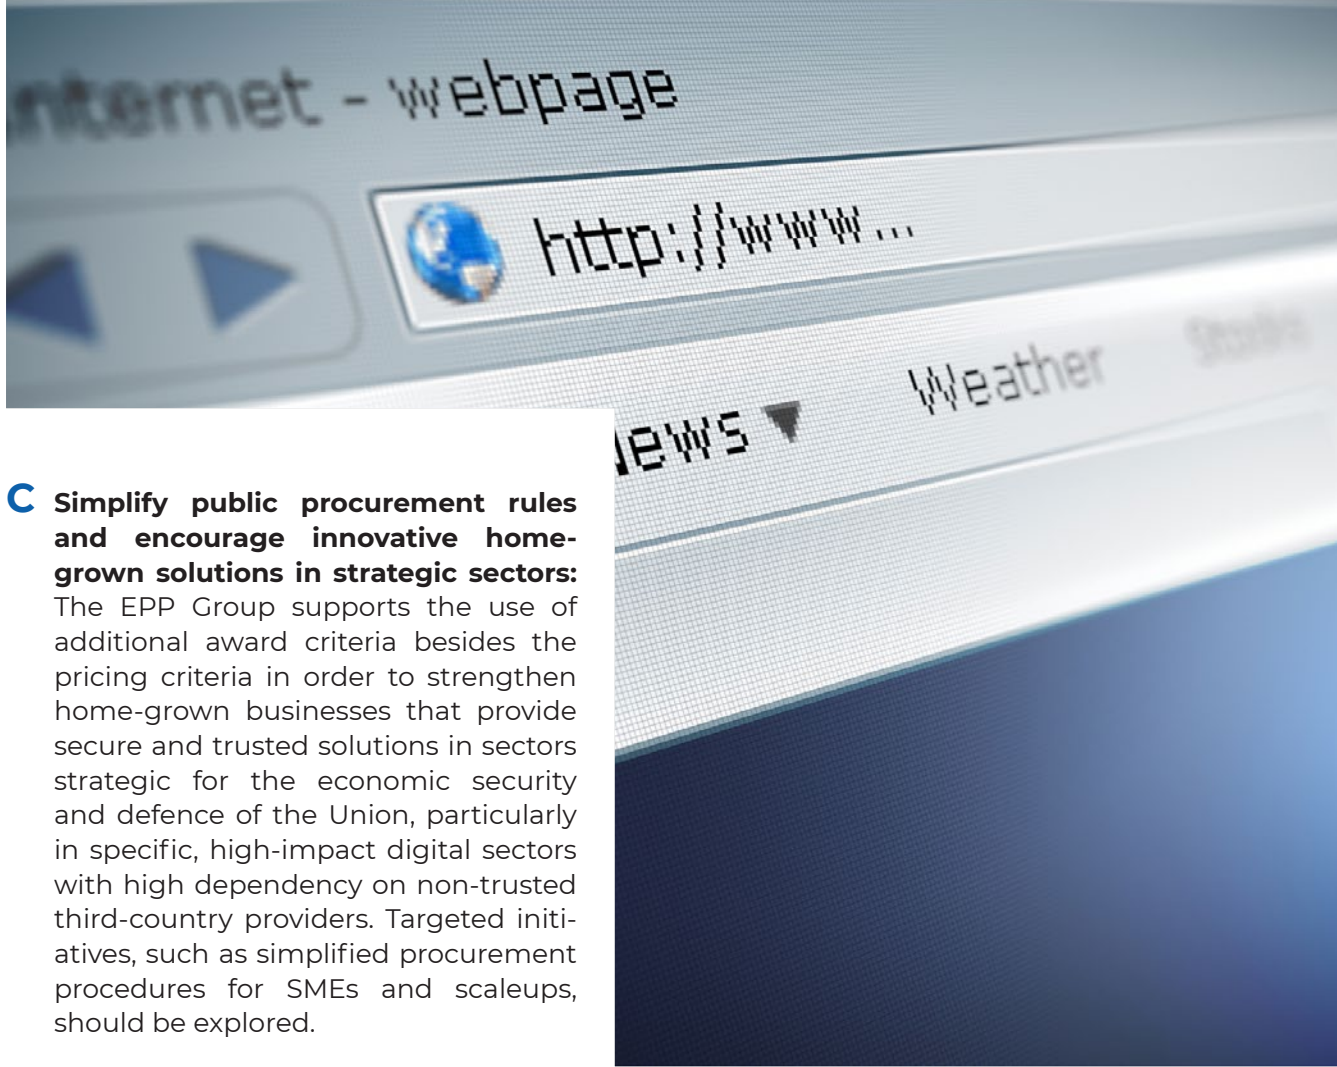 internet - webpage
http://www...
News
Weather
C Simplify public procurement rules
and encourage innovative home-
grown solutions in strategic sectors:
The EPP Group supports the use of
additional award criteria besides the
pricing criteria in order to strengthen
home-grown businesses that provide
secure and trusted solutions in sectors
strategic for the economic security
and defence of the Union, particularly
in specific, high-impact digital sectors
with high dependency on non-trusted
third-country providers. Targeted initi-
atives, such as simplified procurement
procedures for SMEs and scaleups,
should be explored.